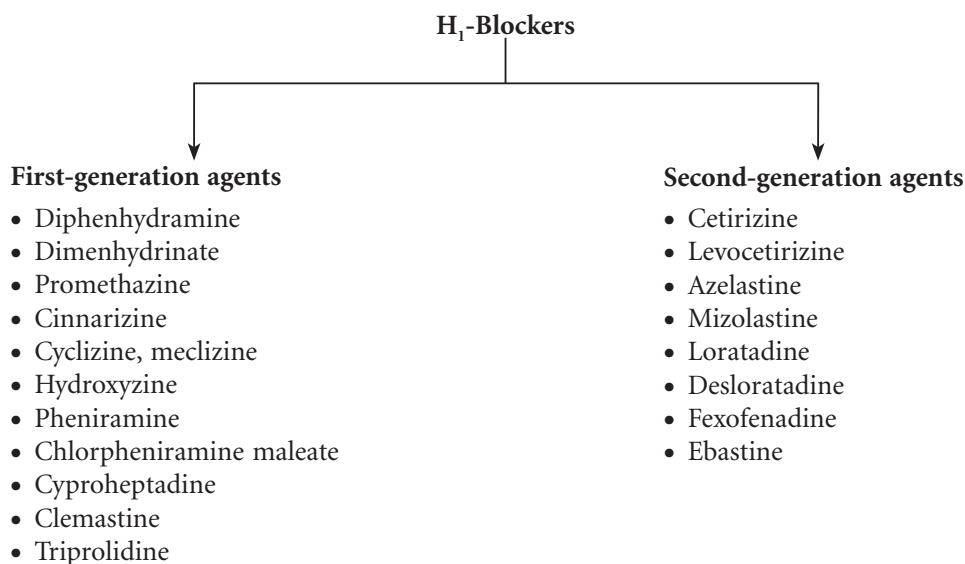 H₁-Blockers
First-generation agents
• Diphenhydramine
• Dimenhydrinate
• Promethazine
• Cinnarizine
• Cyclizine, meclizine
• Hydroxyzine
• Pheniramine
• Chlorpheniramine maleate
• Cyproheptadine
• Clemastine
• Triprolidine
Second-generation agents
• Cetirizine
• Levocetirizine
• Azelastine
• Mizolastine
• Loratadine
• Desloratadine
• Fexofenadine
• Ebastine